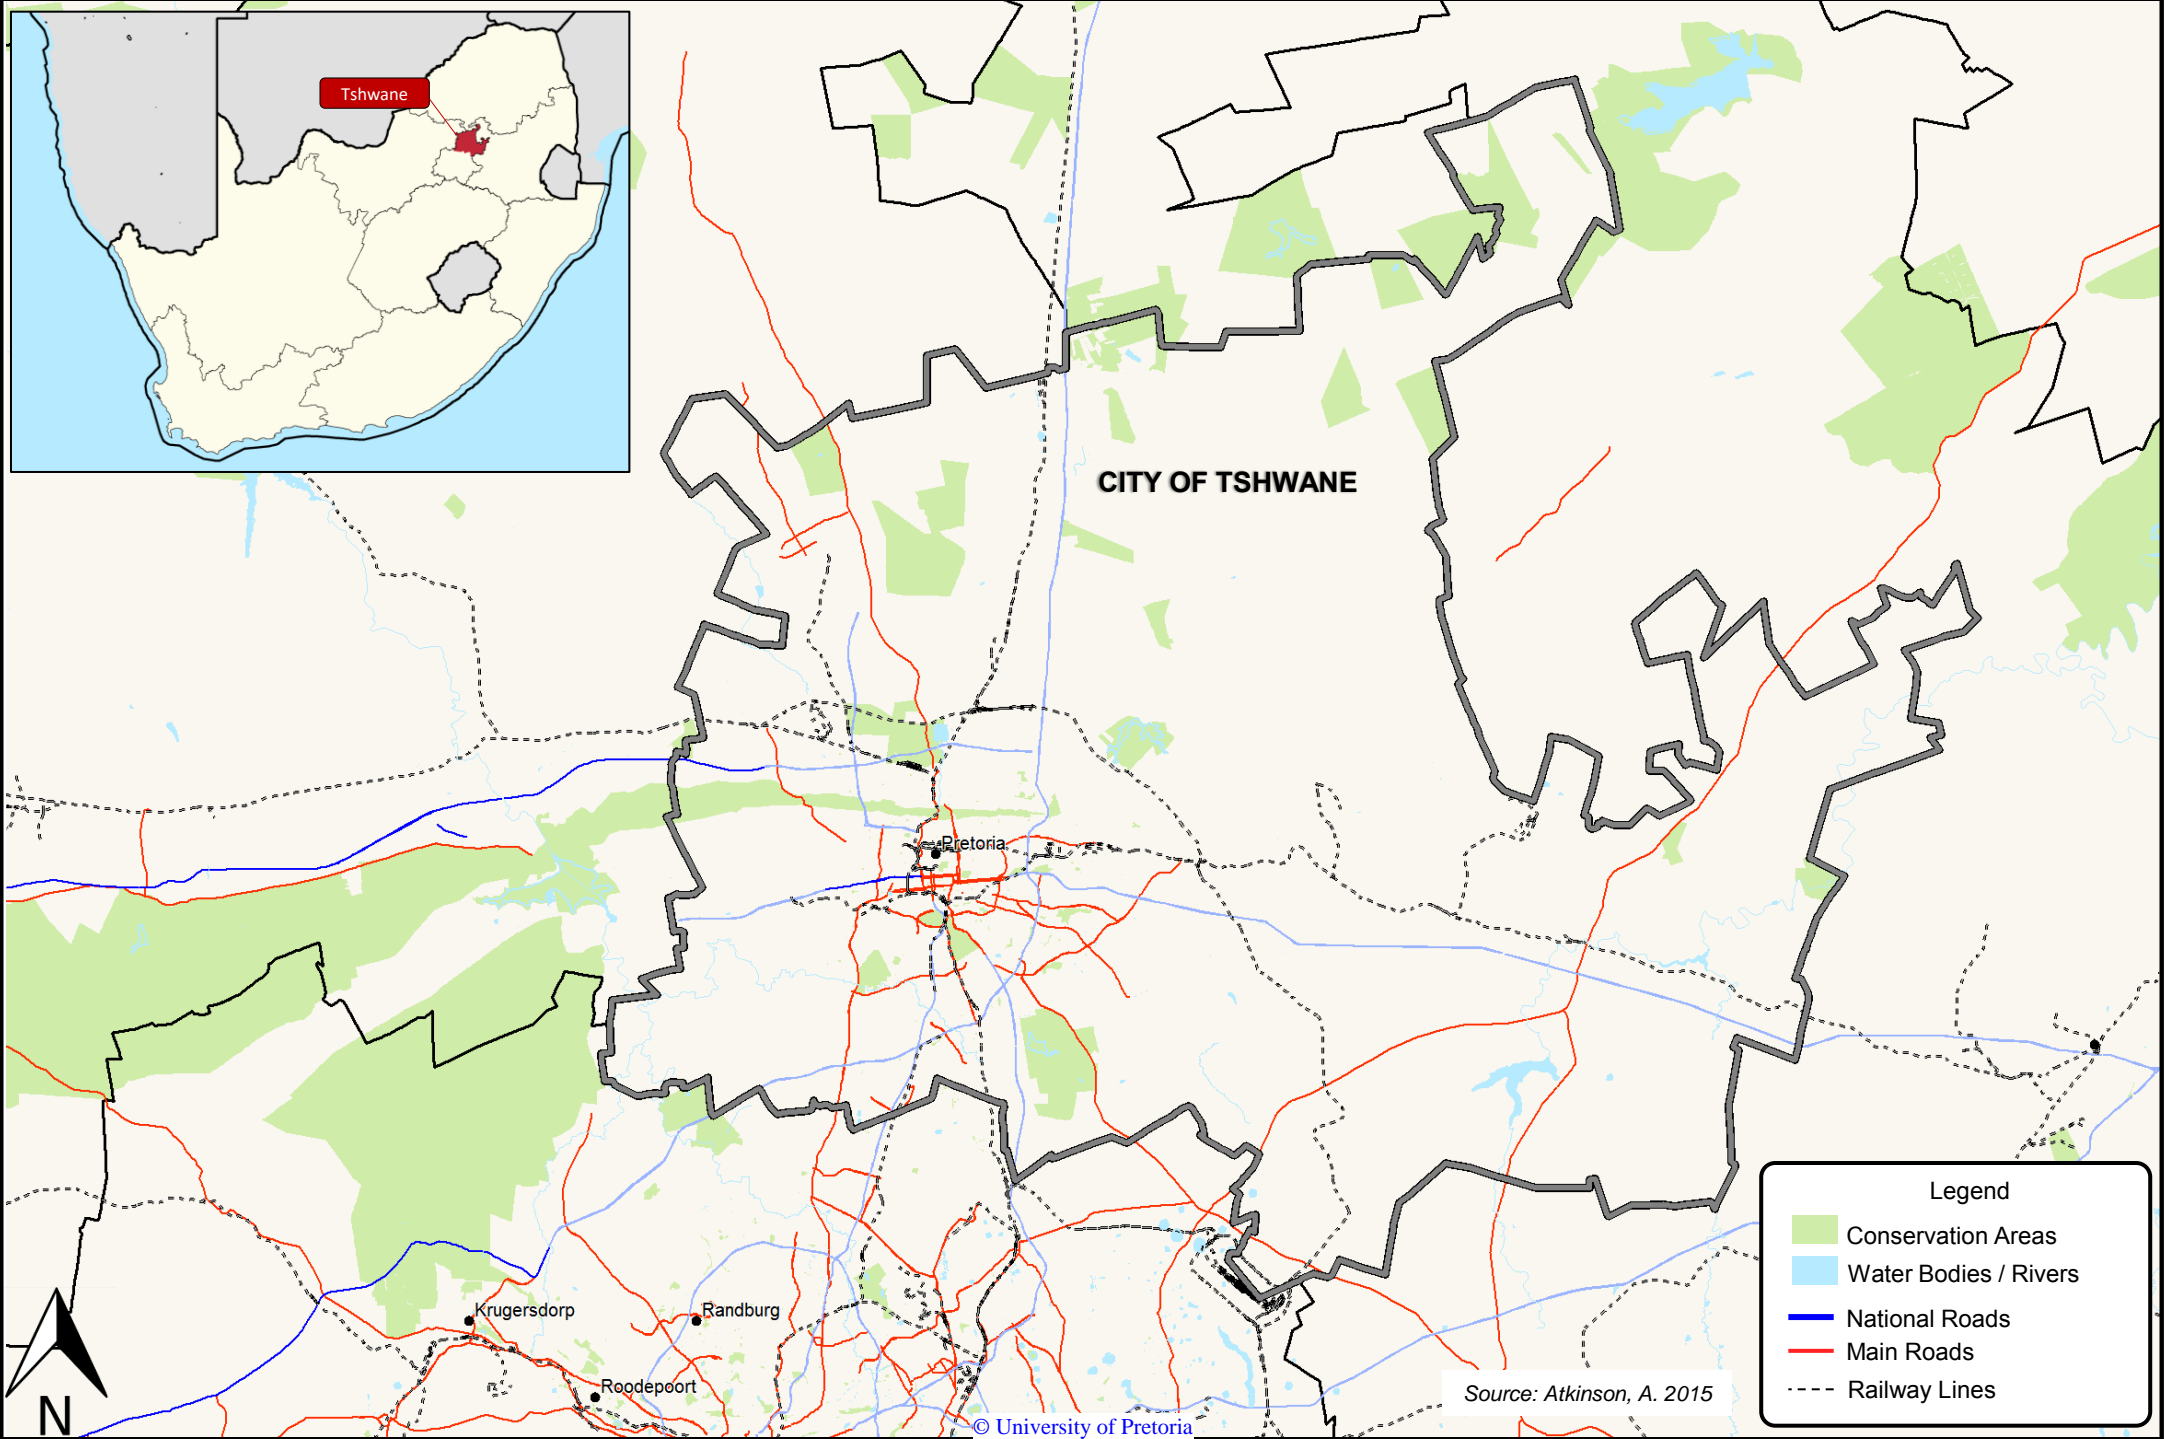 Tshwane
CITY OF TSHWANE
Pretoria
Krugersdorp
Randburg
Roodepoort
Legend
Conservation Areas
Water Bodies / Rivers
National Roads
Main Roads
Railway Lines
Source: Atkinson, A. 2015
N
© University of Pretoria